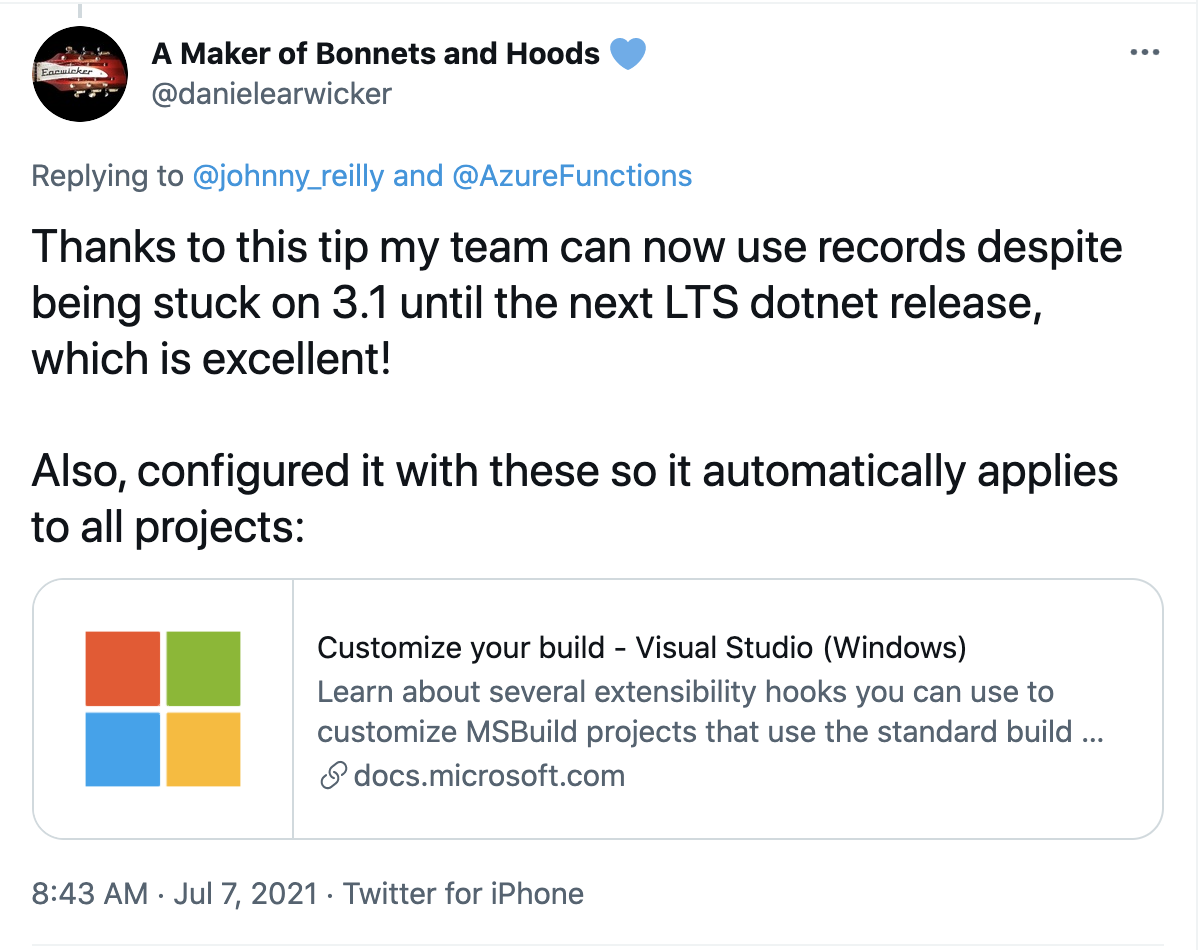 A Maker of Bonnets and Hoods 💙
@danielearwicker
Earwicker
Replying to @johnny_reilly and @AzureFunctions
Thanks to this tip my team can now use records despite
being stuck on 3.1 until the next LTS dotnet release,
which is excellent!
Also, configured it with these so it automatically applies
to all projects:
Customize your build - Visual Studio (Windows)
Learn about several extensibility hooks you can use to
customize MSBuild projects that use the standard build ...
docs.microsoft.com
8:43 AM · Jul 7, 2021 · Twitter for iPhone